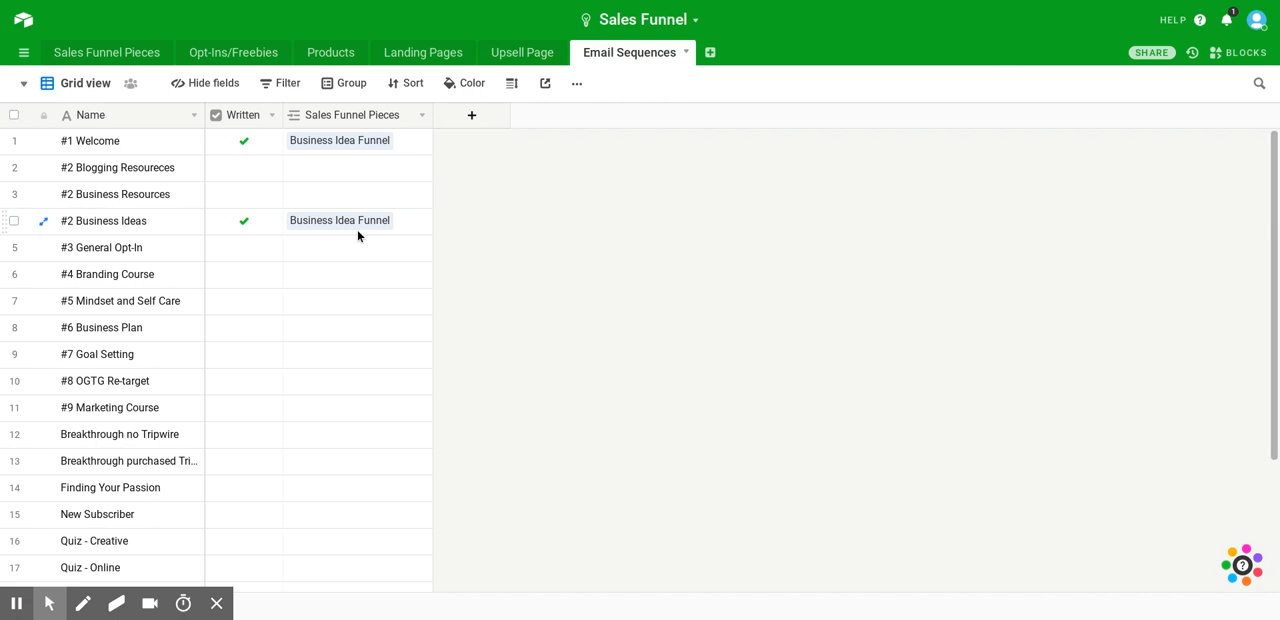 Sales Funnel
HELP
1
Sales Funnel Pieces
Opt-Ins/Freebies
Products
Landing Pages
Upsell Page
Email Sequences
SHARE
BLOCKS
Grid view
Hide fields
Filter
Group
Sort
Color
Name
Written
Sales Funnel Pieces
1 #1 Welcome Business Idea Funnel
2 #2 Blogging Resoureces
3 #2 Business Resources
#2 Business Ideas Business Idea Funnel
5 #3 General Opt-In
6 #4 Branding Course
7 #5 Mindset and Self Care
8 #6 Business Plan
9 #7 Goal Setting
10 #8 OGTG Re-target
11 #9 Marketing Course
12 Breakthrough no Tripwire
13 Breakthrough purchased Tri...
14 Finding Your Passion
15 New Subscriber
16 Quiz - Creative
17 Quiz - Online